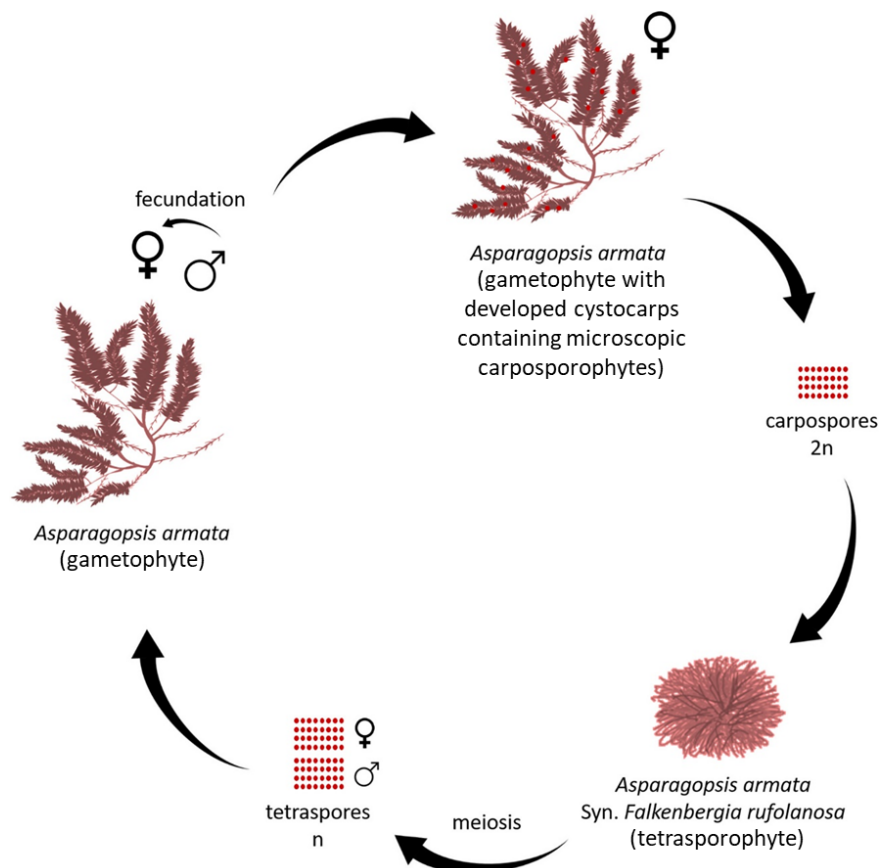 fecundation
♀
♂
Asparagopsis armata
(gametophyte)
♀
Asparagopsis armata
(gametophyte with
developed cystocarps
containing microscopic
carposporophytes)
carpospores
2n
Asparagopsis armata
Syn. Falkenbergia rufolanosa
(tetrasporophyte)
meiosis
♀
♂
tetraspores
n